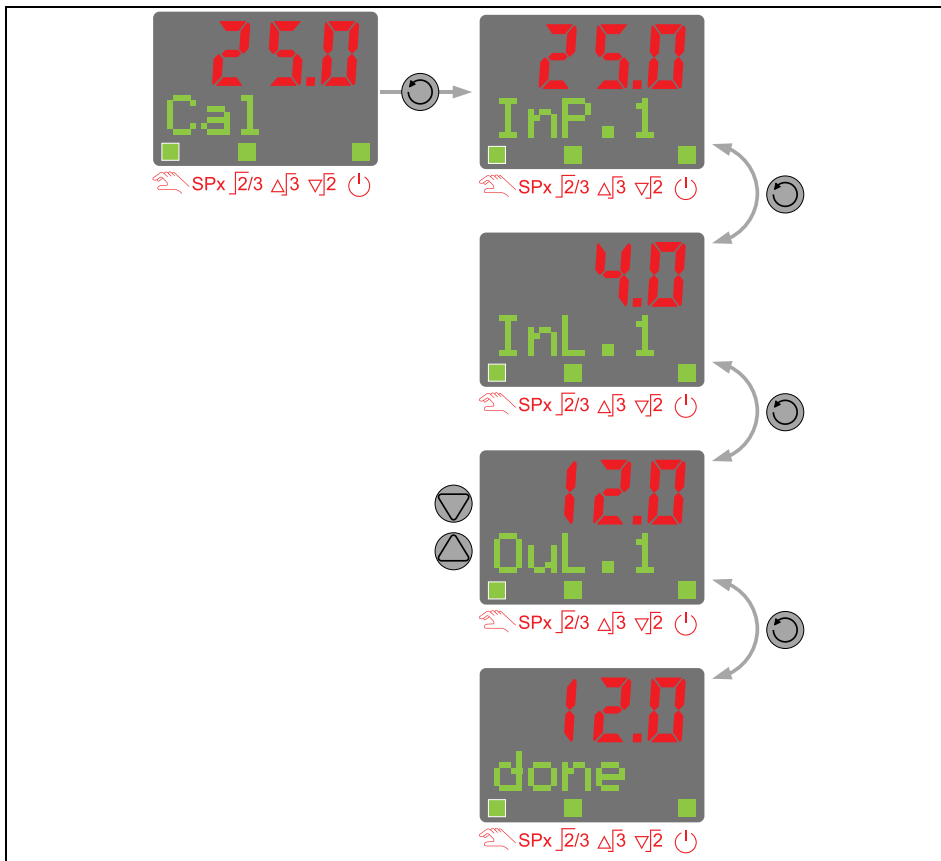 25.0
Cal
SPx 2/3 3 2
25.0
InP.1
SPx 2/3 3 2
4.0
InL.1
SPx 2/3 3 2
12.0
OuL.1
SPx 2/3 3 2
12.0
done
SPx 2/3 3 2